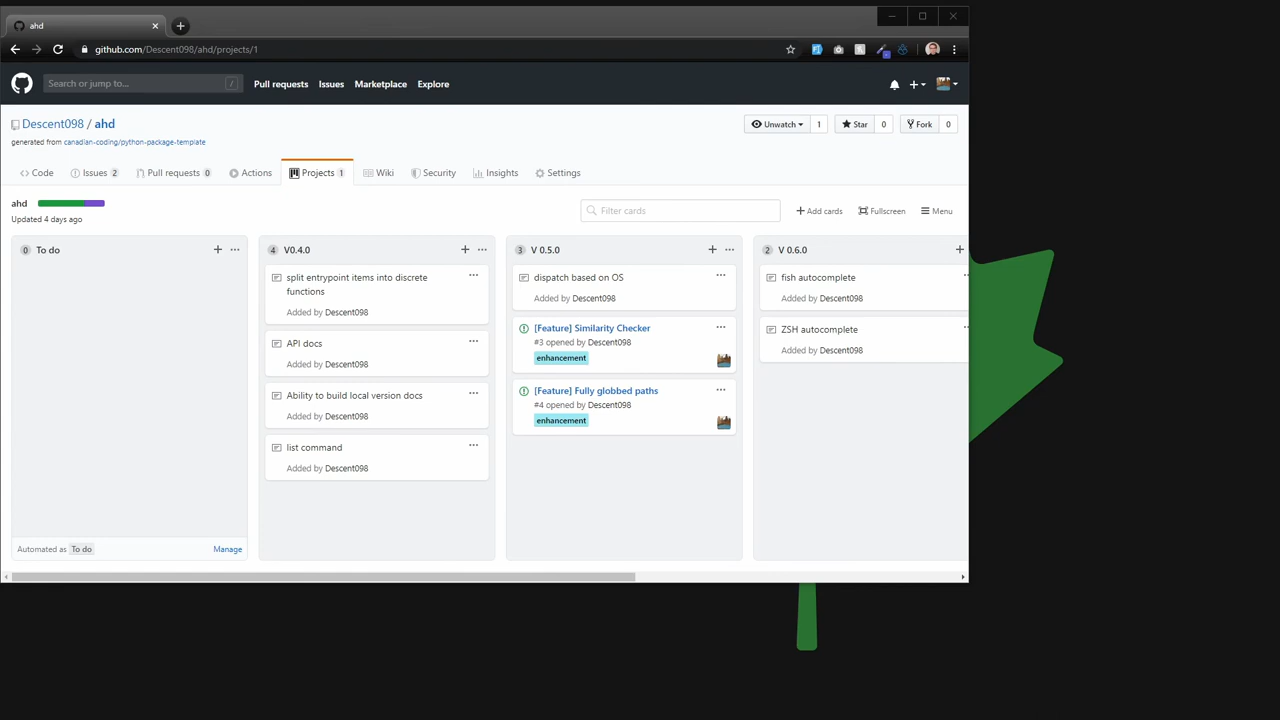 ahd
github.com/Descent098/ahd/projects/1
Search or jump to... /
Pull requests Issues Marketplace Explore
Descent098 / ahd
Unwatch 1 Star 0 Fork 0
generated from canadian-coding/python-package-template
Code Issues 2 Pull requests 0 Actions Projects 1 Wiki Security Insights Settings
ahd
Updated 4 days ago
Filter cards
Add cards Fullscreen Menu
0 To do
Automated as To do Manage
4 V0.4.0
split entrypoint items into discrete
functions
Added by Descent098
API docs
Added by Descent098
Ability to build local version docs
Added by Descent098
list command
Added by Descent098
3 V 0.5.0
dispatch based on OS
Added by Descent098
[Feature] Similarity Checker
#3 opened by Descent098
enhancement
[Feature] Fully globbed paths
#4 opened by Descent098
enhancement
2 V 0.6.0
fish autocomplete
Added by Descent098
ZSH autocomplete
Added by Descent098